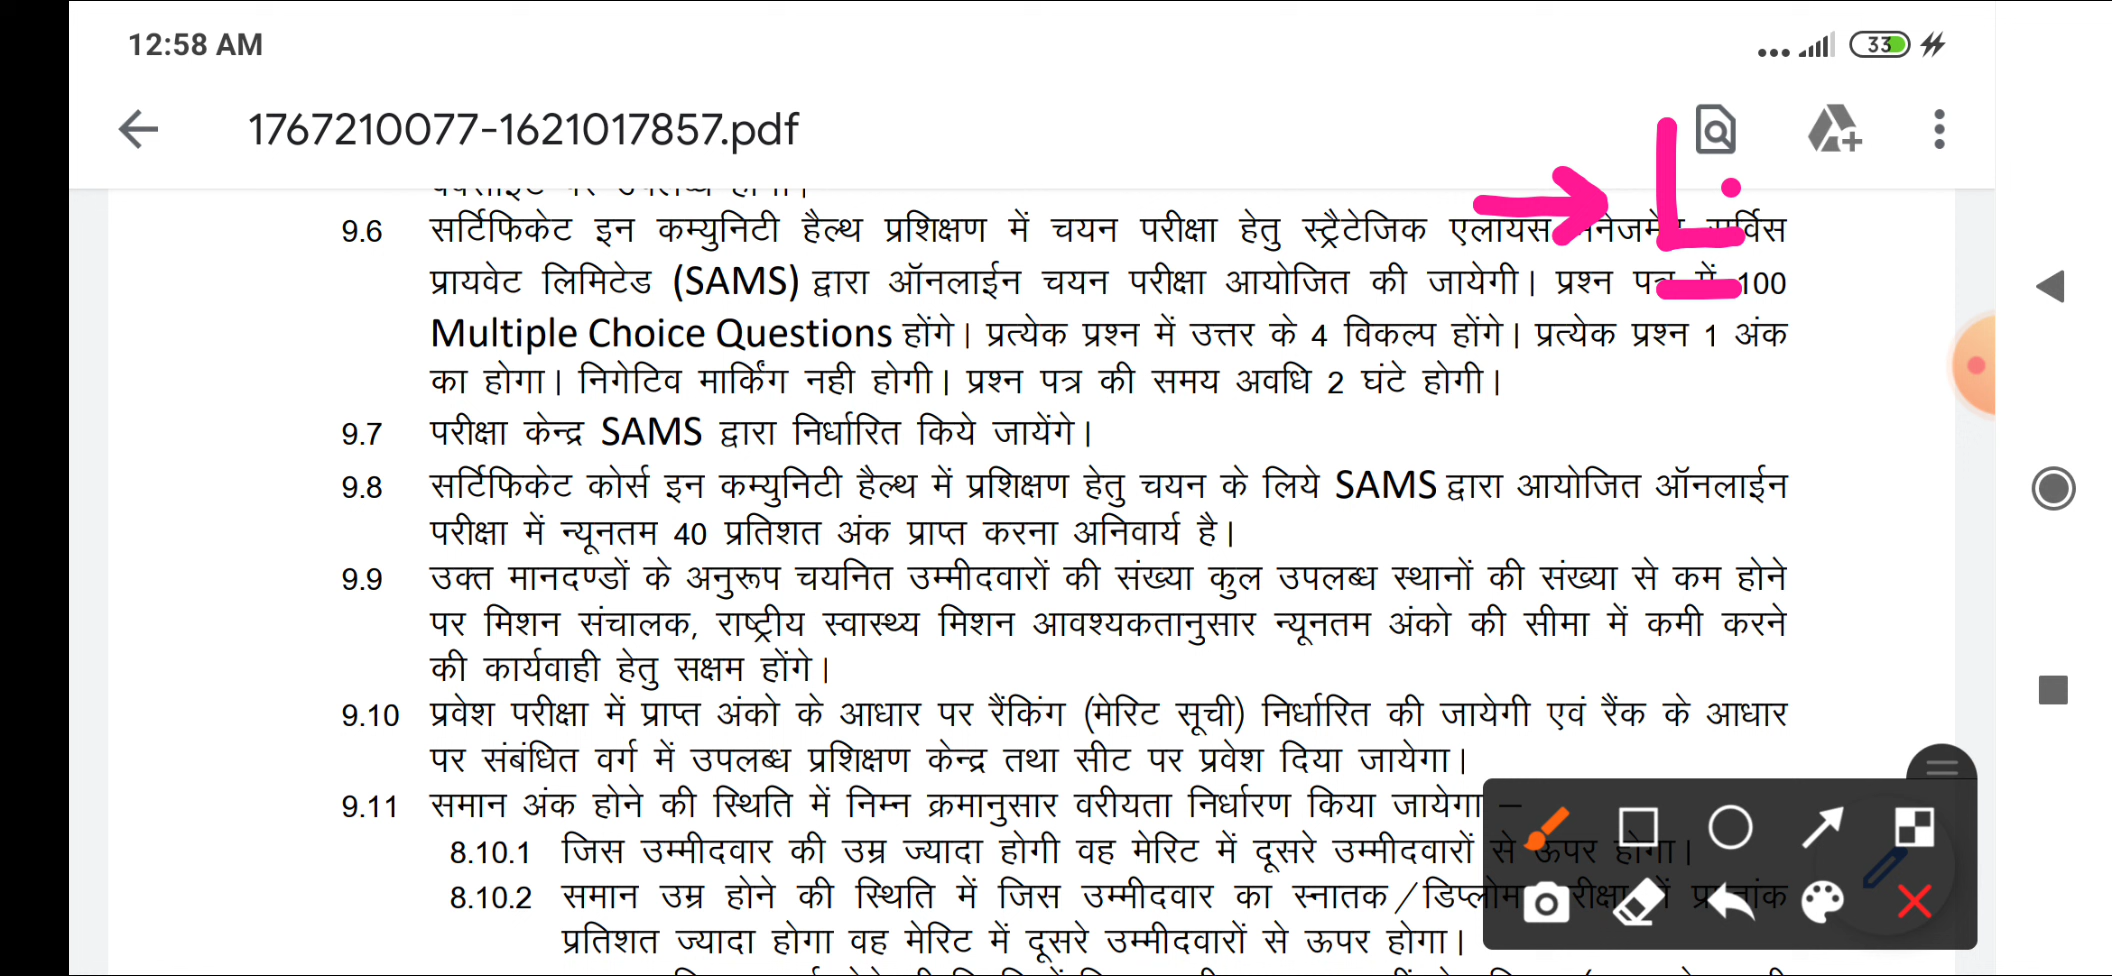 12:58 AM
33
1767210077-1621017857.pdf
9.6 सर्टिफिकेट इन कम्युनिटी हैल्थ प्रशिक्षण में चयन परीक्षा हेतु स्ट्रैटेजिक एलायंस
प्रायवेट लिमिटेड (SAMS) द्वारा ऑनलाईन चयन परीक्षा आयोजित की जायेगी। प्रश्न पत्र में 100
Multiple Choice Questions होंगे। प्रत्येक प्रश्न में उत्तर के 4 विकल्प होंगे। प्रत्येक प्रश्न 1 अंक
का होगा। निगेटिव मार्किंग नही होगी। प्रश्न पत्र की समय अवधि 2 घंटे होगी।
9.7 परीक्षा केन्द्र SAMS द्वारा निर्धारित किये जायेंगे।
9.8 सर्टिफिकेट कोर्स इन कम्युनिटी हैल्थ में प्रशिक्षण हेतु चयन के लिये SAMS द्वारा आयोजित ऑनलाईन
परीक्षा में न्यूनतम 40 प्रतिशत अंक प्राप्त करना अनिवार्य है।
9.9 उक्त मानदण्डों के अनुरूप चयनित उम्मीदवारों की संख्या कुल उपलब्ध स्थानों की संख्या से कम होने
पर मिशन संचालक, राष्ट्रीय स्वास्थ्य मिशन आवश्यकतानुसार न्यूनतम अंको की सीमा में कमी करने
की कार्यवाही हेतु सक्षम होंगे।
9.10 प्रवेश परीक्षा में प्राप्त अंको के आधार पर रैंकिंग (मेरिट सूची) निर्धारित की जायेगी एवं रैंक के आधार
पर संबंधित वर्ग में उपलब्ध प्रशिक्षण केन्द्र तथा सीट पर प्रवेश दिया जायेगा।
9.11 समान अंक होने की स्थिति में निम्न क्रमानुसार वरीयता निर्धारण किया जायेगा –
8.10.1 जिस उम्मीदवार की उम्र ज्यादा होगी वह मेरिट में दूसरे उम्मीदवारों से ऊपर होगा।
8.10.2 समान उम्र होने की स्थिति में जिस उम्मीदवार का स्नातक/डिप्लोमा
प्रतिशत ज्यादा होगा वह मेरिट में दूसरे उम्मीदवारों से ऊपर होगा।